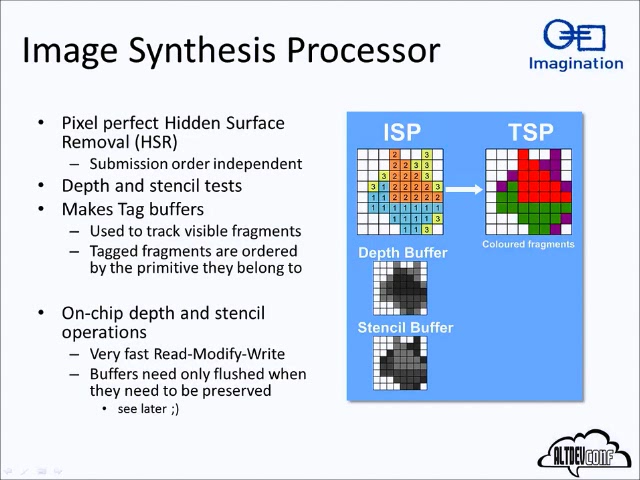 Image Synthesis Processor
Imagination
• Pixel perfect Hidden Surface
Removal (HSR)
– Submission order independent
• Depth and stencil tests
• Makes Tag buffers
– Used to track visible fragments
– Tagged fragments are ordered
by the primitive they belong to
• On-chip depth and stencil
operations
– Very fast Read-Modify-Write
– Buffers need only flushed when
they need to be preserved
• see later ;)
ISP
TSP
Coloured fragments
Depth Buffer
Stencil Buffer
ALTDEVCONF